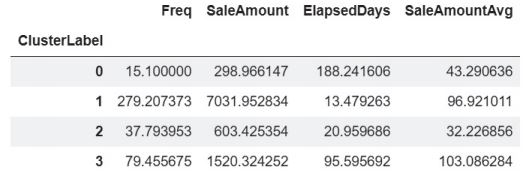 Freq SaleAmount ElapsedDays SaleAmountAvg
ClusterLabel
0 15.100000 298.966147 188.241606 43.290636
1 279.207373 7031.952834 13.479263 96.921011
2 37.793953 603.425354 20.959686 32.226856
3 79.455675 1520.324252 95.595692 103.086284